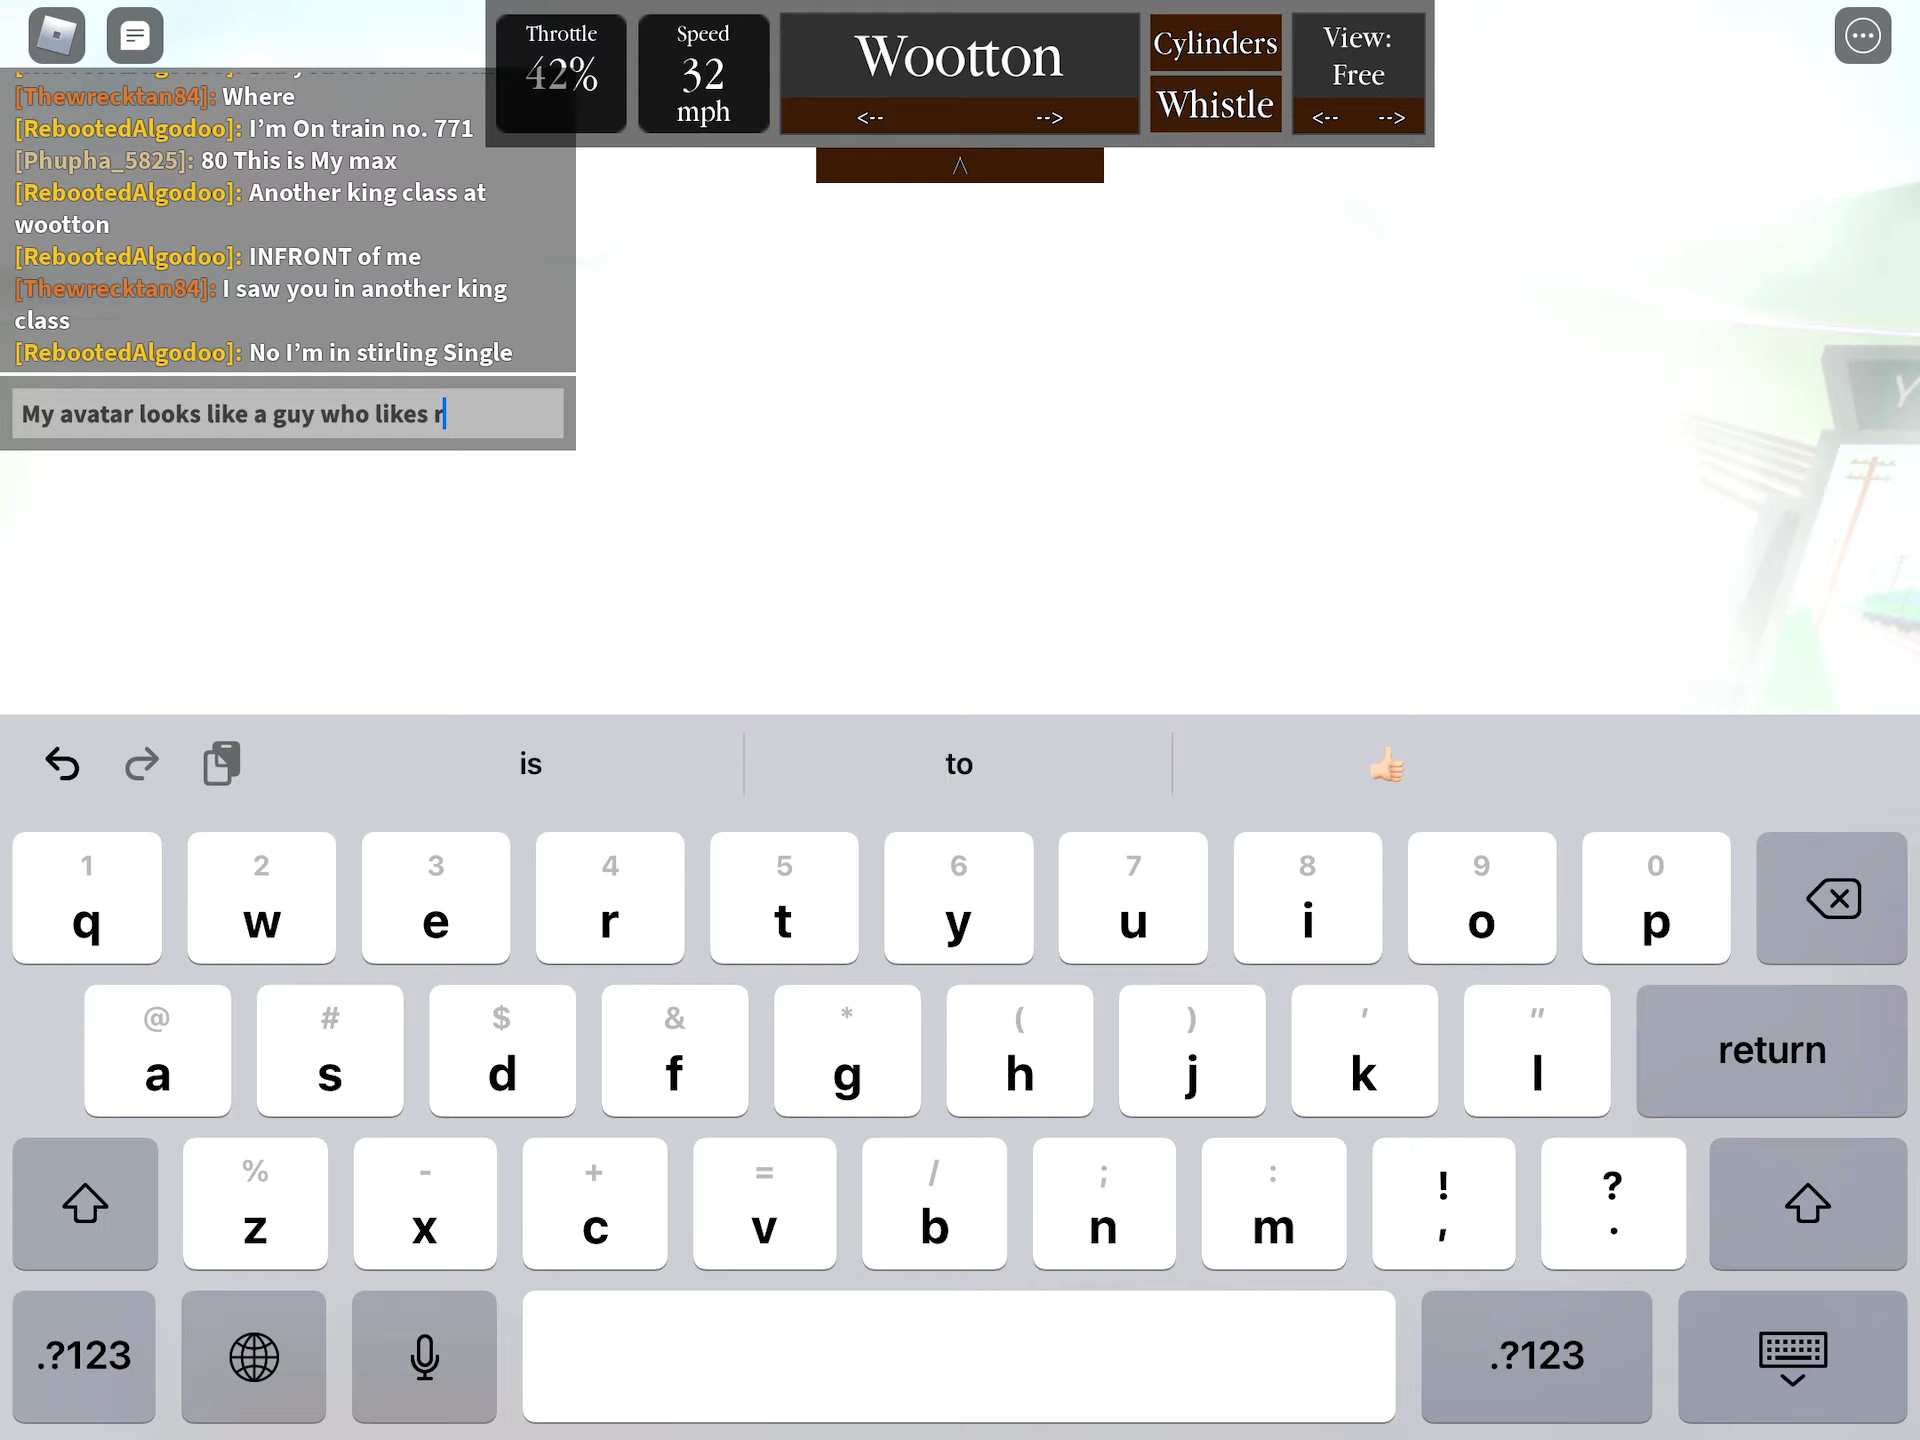 Throttle
42%
Speed
32
mph
Wootton
<-- -->
Cylinders
Whistle
View:
Free
<-- -->
^
[Thewrecktan84]: Where
[RebootedAlgodoo]: I'm On train no. 771
[Phupha_5825]: 80 This is My max
[RebootedAlgodoo]: Another king class at
wootton
[RebootedAlgodoo]: INFRONT of me
[Thewrecktan84]: I saw you in another king
class
[RebootedAlgodoo]: No I'm in stirling Single
My avatar looks like a guy who likes r
is to 👍🏻
1 2 3 4 5 6 7 8 9 0
q w e r t y u i o p
@ # $ & * ( ) ' "
a s d f g h j k l return
% - + = / ; : ! ?
z x c v b n m , .
.?123 .?123